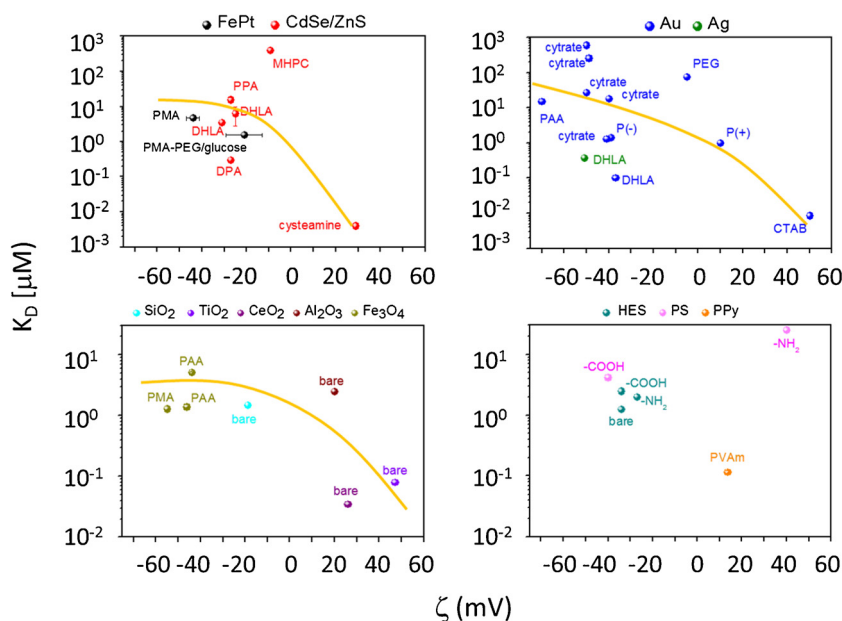 FePt CdSe/ZnS
10³
10²
10¹
10⁰
10⁻¹
10⁻²
10⁻³
MHPC
PPA
PMA
DHLA
DHLA
PMA-PEG/glucose
DPA
cysteamine
-60 -40 -20 0 20 40
Au Ag
10³
10²
10¹
10⁰
10⁻¹
10⁻²
10⁻³
cytrate
cytrate
PEG
cytrate
cytrate
PAA
cytrate
P(-)
P(+)
DHLA
DHLA
CTAB
-60 -40 -20 0 20 40 60
K_D [µM]
SiO₂ TiO₂ CeO₂ Al₂O₃ Fe₃O₄
10¹
10⁰
10⁻¹
10⁻²
PAA
PMA PAA
bare
bare
bare
bare
-60 -40 -20 0 20 40 60
HES PS PPy
10¹
10⁰
10⁻¹
10⁻²
-NH₂
-COOH
-COOH
-NH₂
bare
PVAm
-60 -40 -20 0 20 40
ζ (mV)